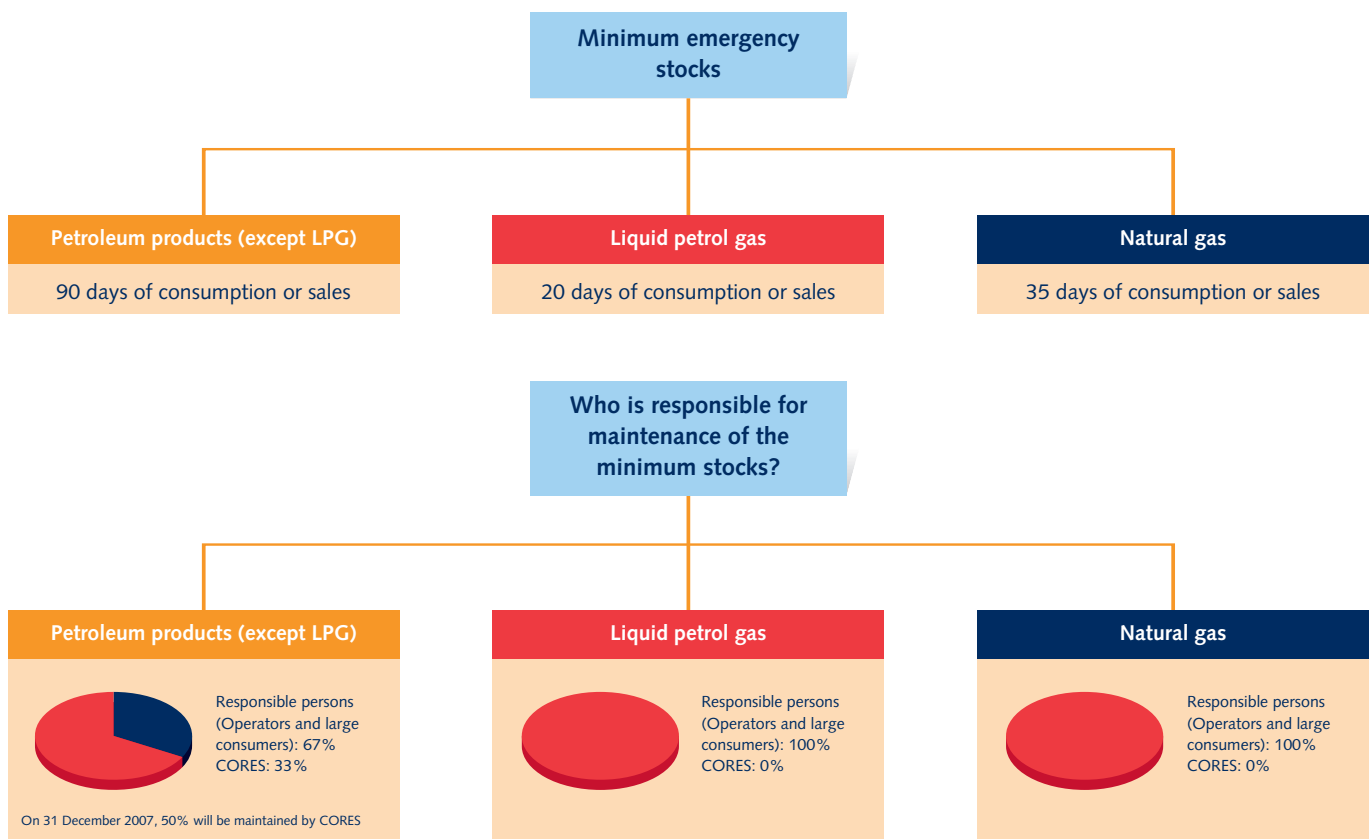 Minimum emergency
stocks
Petroleum products (except LPG)
90 days of consumption or sales
Liquid petrol gas
20 days of consumption or sales
Natural gas
35 days of consumption or sales
Who is responsible for
maintenance of the
minimum stocks?
Petroleum products (except LPG)
Responsible persons
(Operators and large
consumers): 67%
CORES: 33%
On 31 December 2007, 50% will be maintained by CORES
Liquid petrol gas
Responsible persons
(Operators and large
consumers): 100%
CORES: 0%
Natural gas
Responsible persons
(Operators and large
consumers): 100%
CORES: 0%